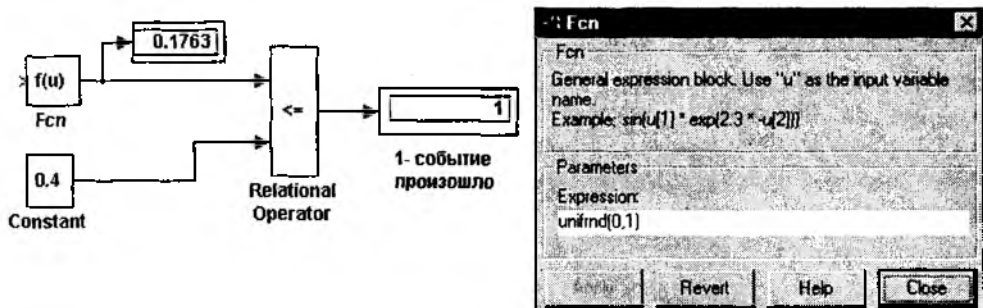 0.1763
f(u)
Fcn
<=
1
0.4
Constant
Relational
Operator
1- событие
произошло
Fcn
Fcn
General expression block. Use "u" as the input variable
name.
Example: sin(u[1] * exp(2.3 * -u[2]))
Parameters
Expression:
unifrnd(0,1)
Apply
Revert
Help
Close